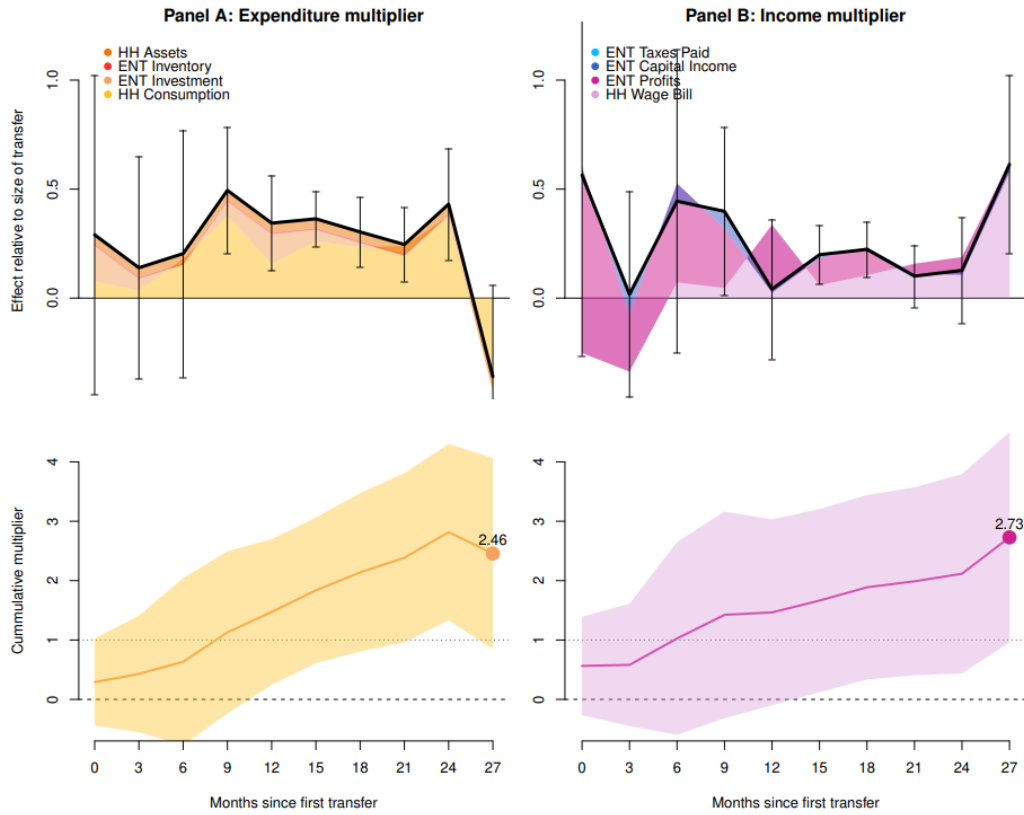 Panel A: Expenditure multiplier
Effect relative to size of transfer
1.0
0.5
0.0
HH Assets
ENT Inventory
ENT Investment
HH Consumption
Panel B: Income multiplier
1.0
0.5
0.0
ENT Taxes Paid
ENT Capital Income
ENT Profits
HH Wage Bill
Cummulative multiplier
4
3
2
1
0
2.46
0 3 6 9 12 15 18 21 24 27
Months since first transfer
4
3
2
1
0
2.73
0 3 6 9 12 15 18 21 24 27
Months since first transfer